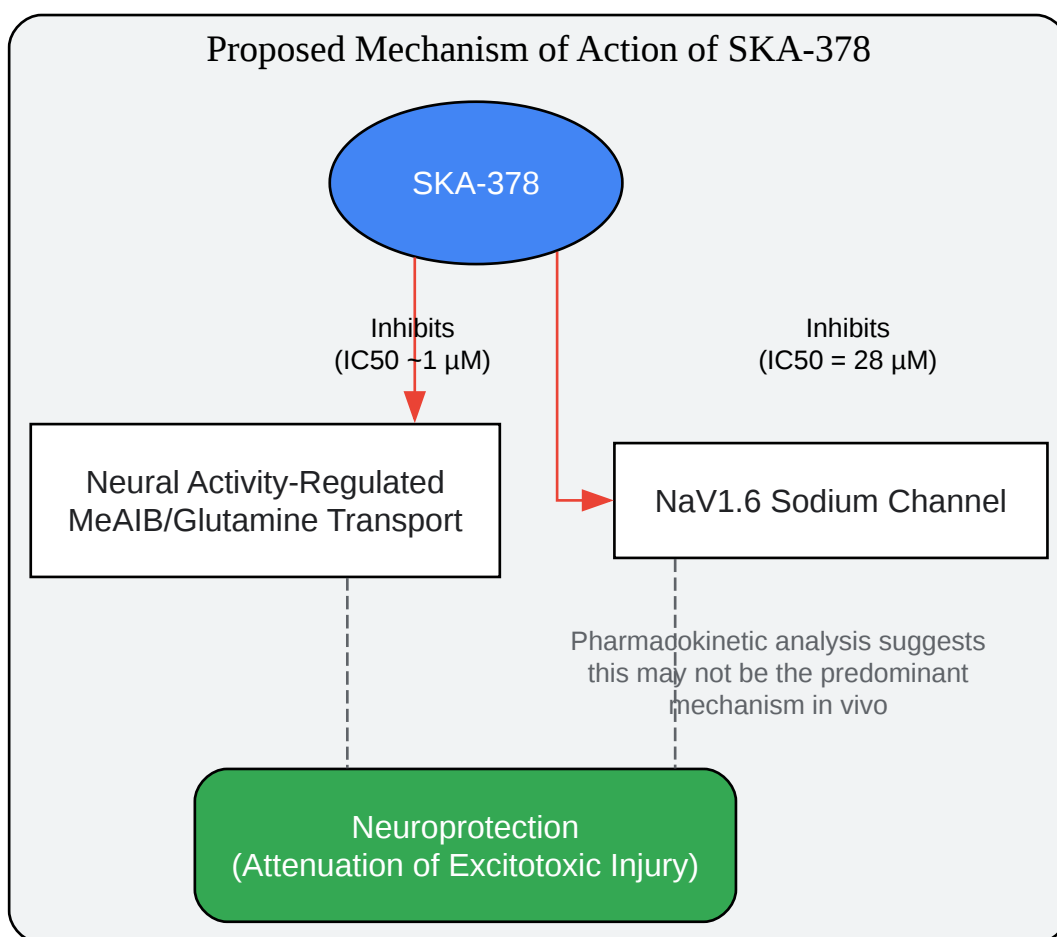 Proposed Mechanism of Action of SKA-378
SKA-378
Inhibits
(IC50 ~1 µM)
Inhibits
(IC50 = 28 µM)
Neural Activity-Regulated
MeAIB/Glutamine Transport
NaV1.6 Sodium Channel
Pharmacokinetic analysis suggests
this may not be the predominant
mechanism in vivo
Neuroprotection
(Attenuation of Excitotoxic Injury)